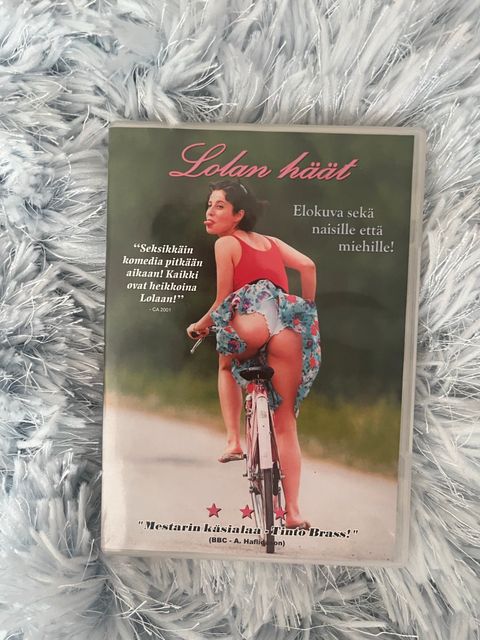 Lolan häät
Elokuva sekä
naisille että
miehille!
“Seksikkäin
komedia pitkään
aikaan! Kaikki
ovat heikkoina
Lolaan!”
- CA 2001
"Mestarin käsialaa - Tinto Brass!"
(BBC - A.